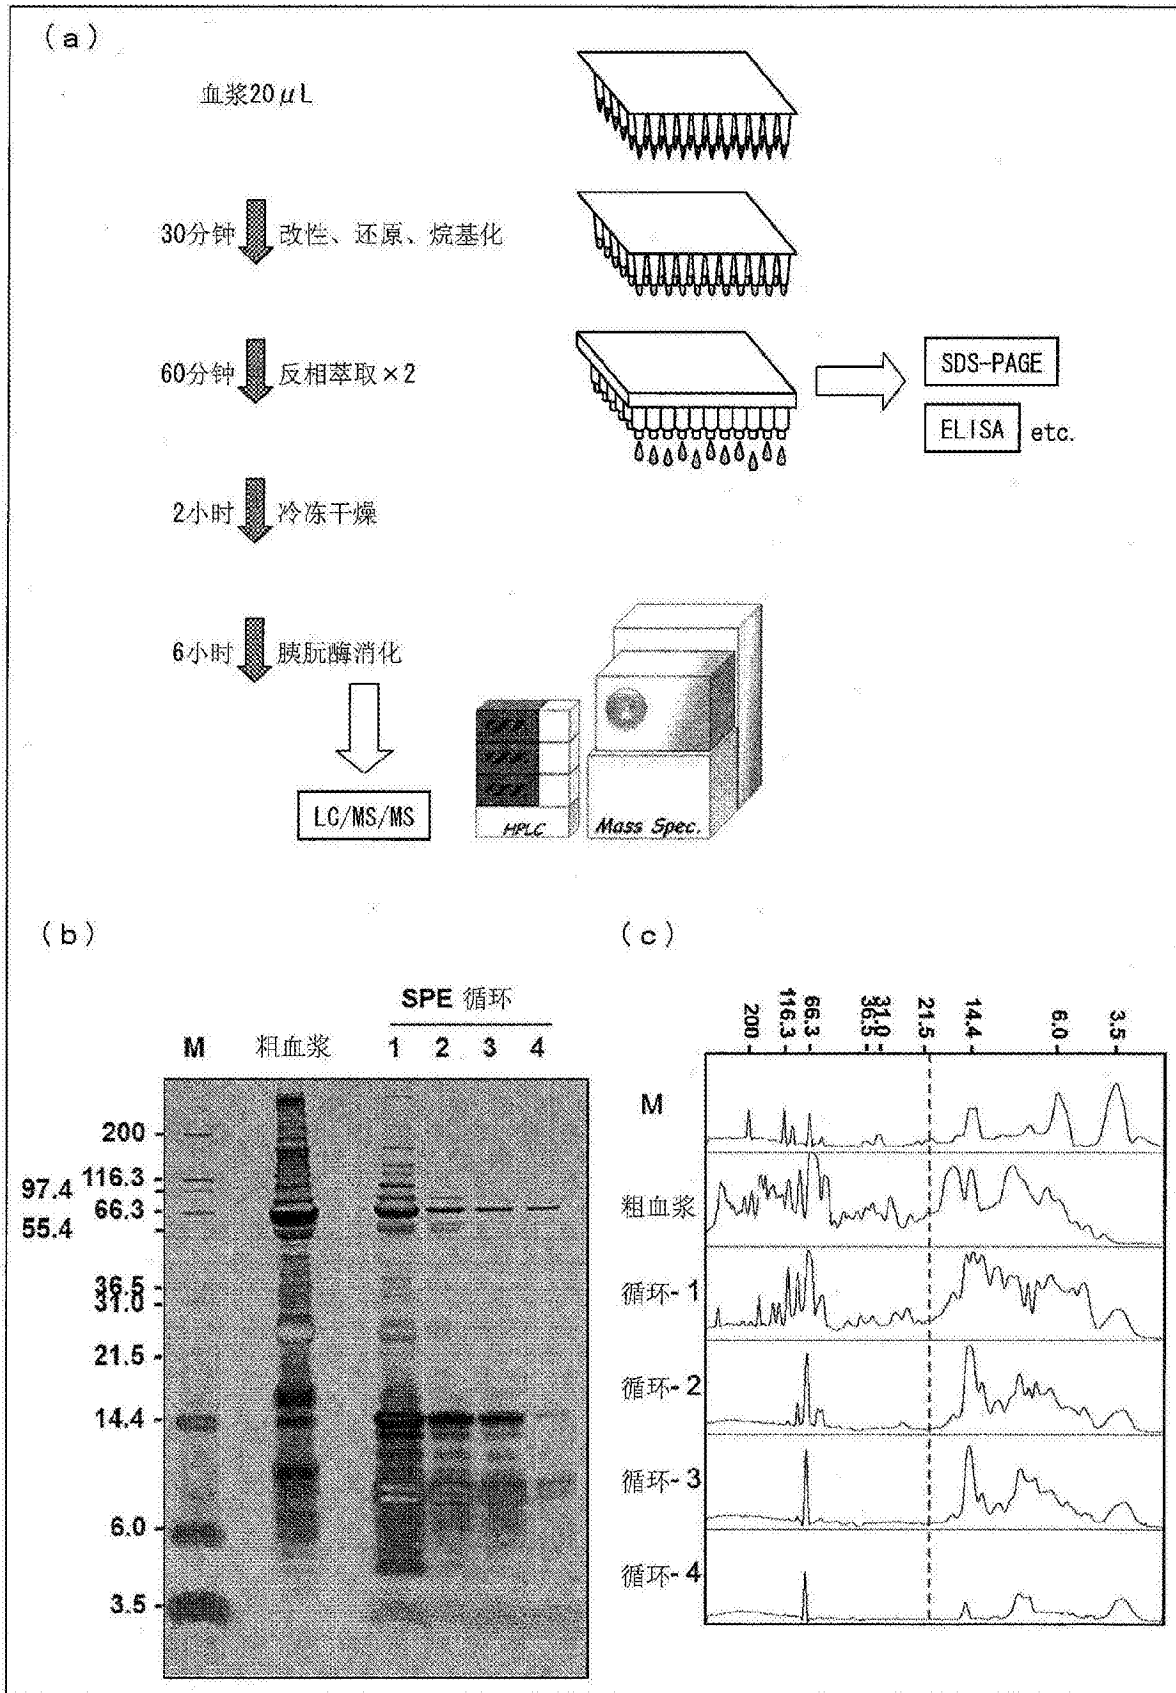 (a)
血浆20μL
30分钟 改性、还原、烷基化
60分钟 反相萃取×2
SDS-PAGE
ELISA etc.
2小时 冷冻干燥
6小时 胰朊酶消化
LC/MS/MS
HPLC
Mass Spec.
(b)
SPE 循环
M 粗血浆 1 2 3 4
200
116.3
97.4
66.3
55.4
36.5
31.0
21.5
14.4
6.0
3.5
(c)
200 116.3 66.3 36.5 31.0 21.5 14.4 6.0 3.5
M
粗血浆
循环-1
循环-2
循环-3
循环-4